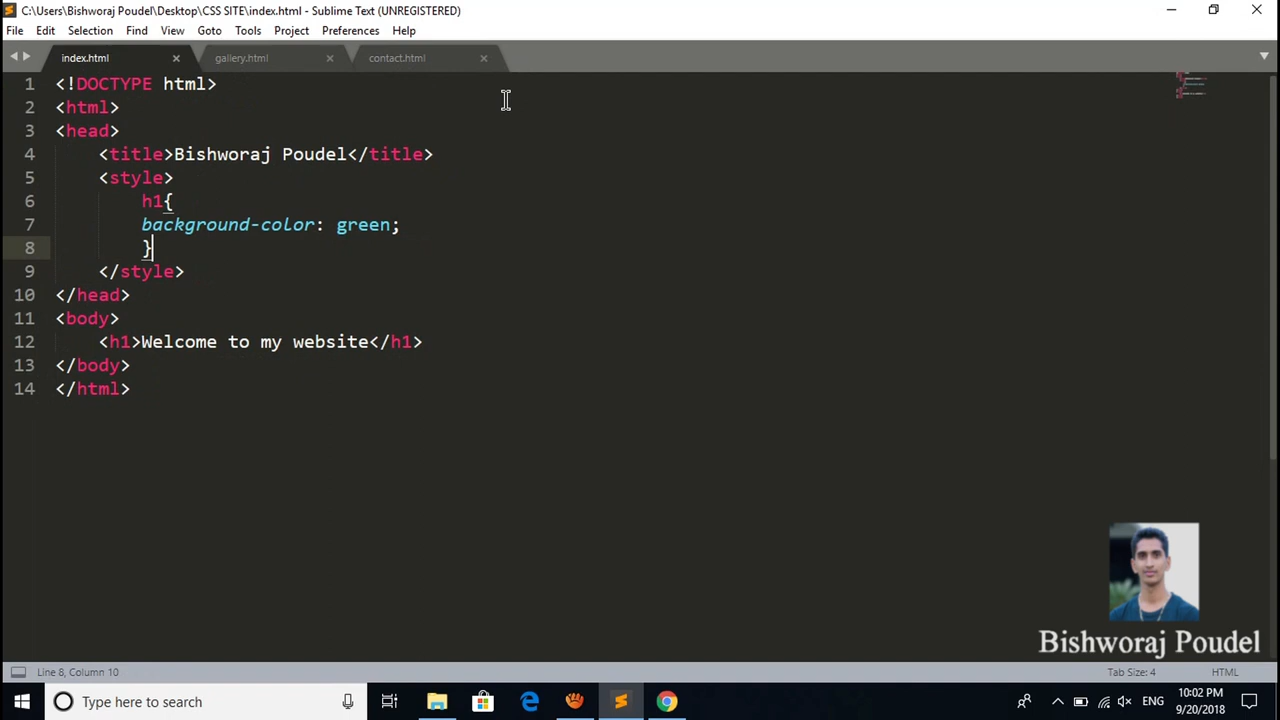 C:\Users\Bishworaj Poudel\Desktop\CSS SITE\index.html - Sublime Text (UNREGISTERED)
File Edit Selection Find View Goto Tools Project Preferences Help
index.html gallery.html contact.html
1 <!DOCTYPE html>
2 <html>
3 <head>
4 <title>Bishworaj Poudel</title>
5 <style>
6 h1{
7 background-color: green;
8 }
9 </style>
10 </head>
11 <body>
12 <h1>Welcome to my website</h1>
13 </body>
14 </html>
Bishworaj Poudel
Line 8, Column 10 Tab Size: 4 HTML
Type here to search ENG 10:02 PM
9/20/2018